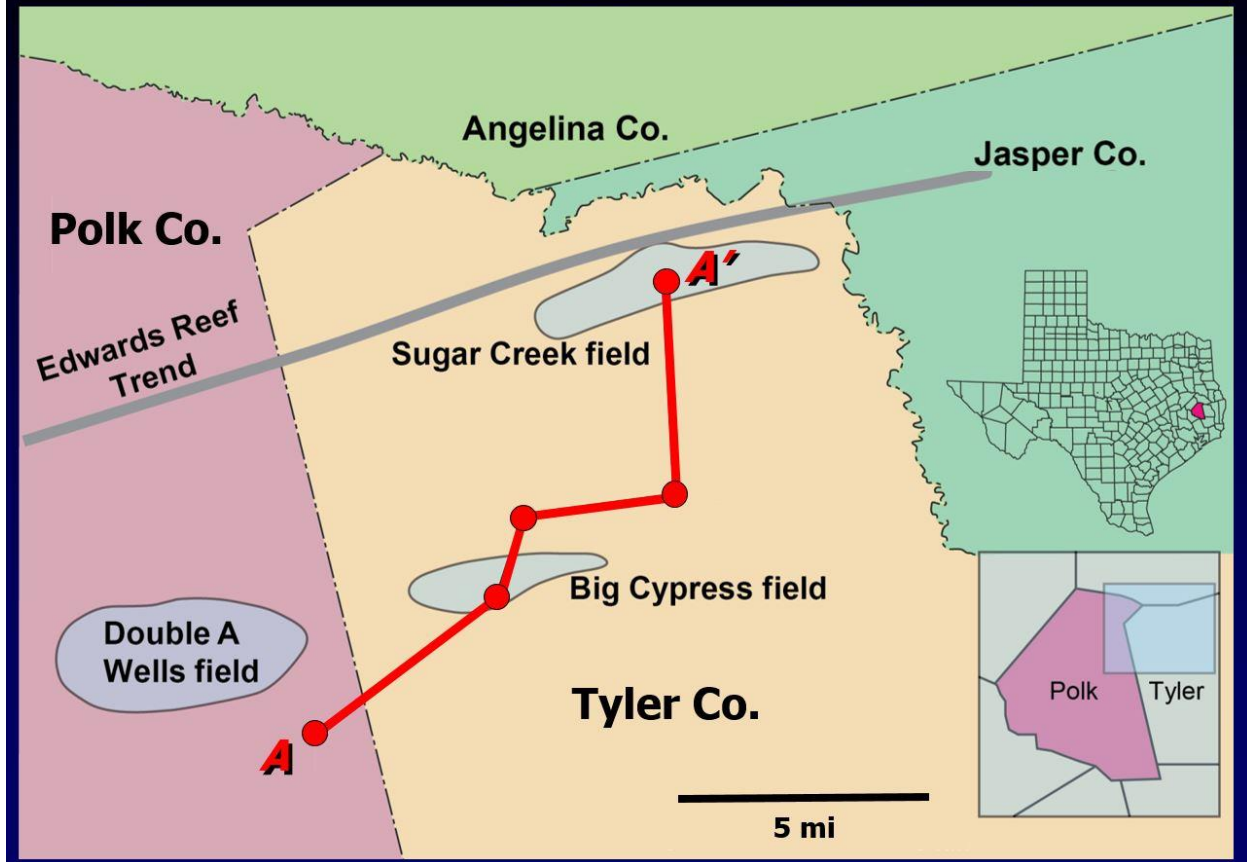 Angelina Co.
Jasper Co.
Polk Co.
A′
Edwards Reef
Trend
Sugar Creek field
Big Cypress field
Double A
Wells field
Tyler Co.
A
Polk
Tyler
5 mi